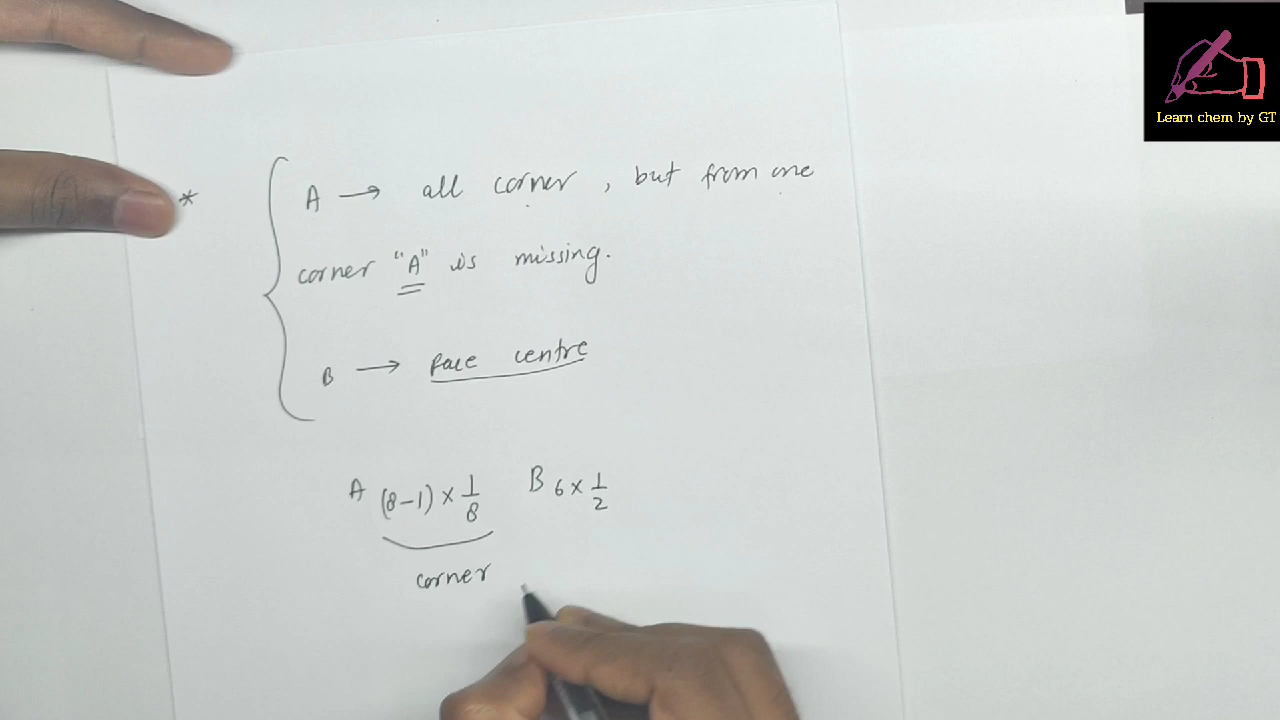 Learn chem by GT
* A → all corner, but from one
corner "A" is missing.
B → face centre
A (8-1) × 1/8 B 6 × 1/2
corner